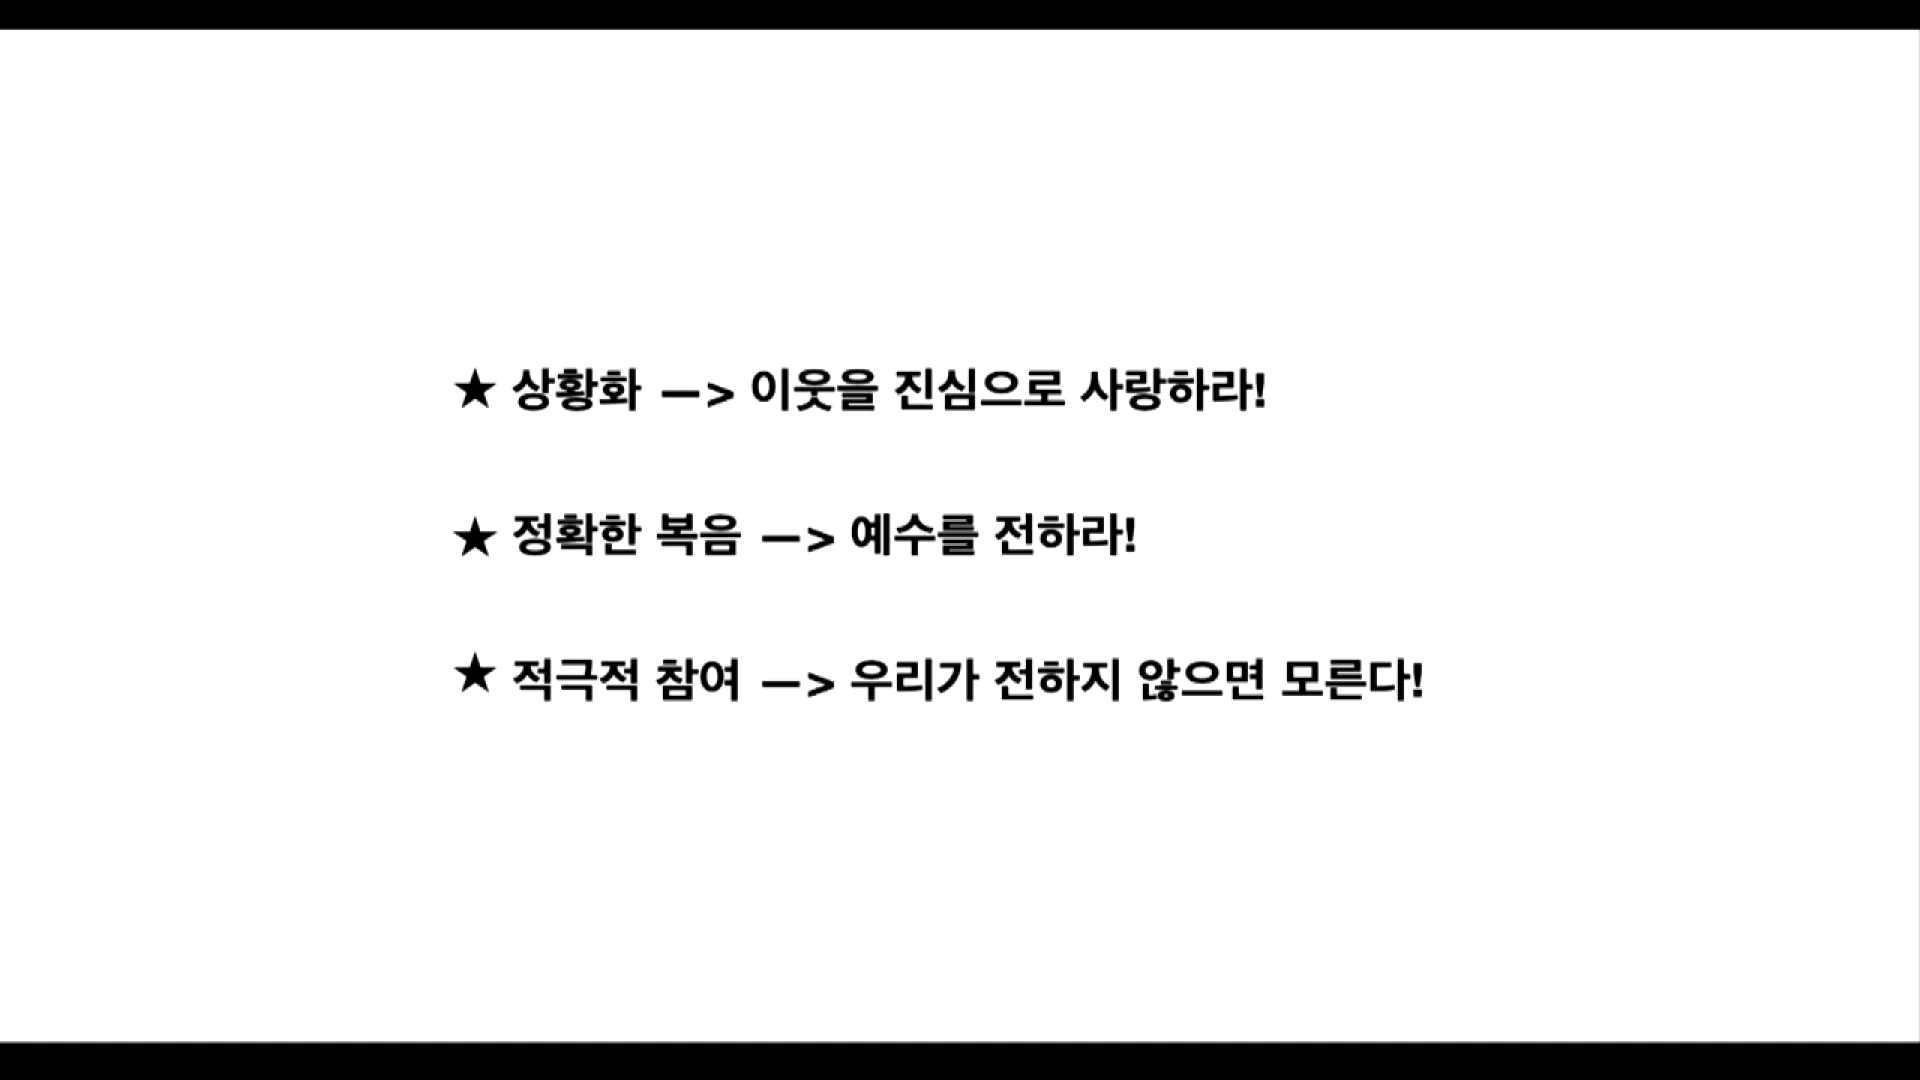 ★ 상황화 —> 이웃을 진심으로 사랑하라!
★ 정확한 복음 —> 예수를 전하라!
★ 적극적 참여 —> 우리가 전하지 않으면 모른다!